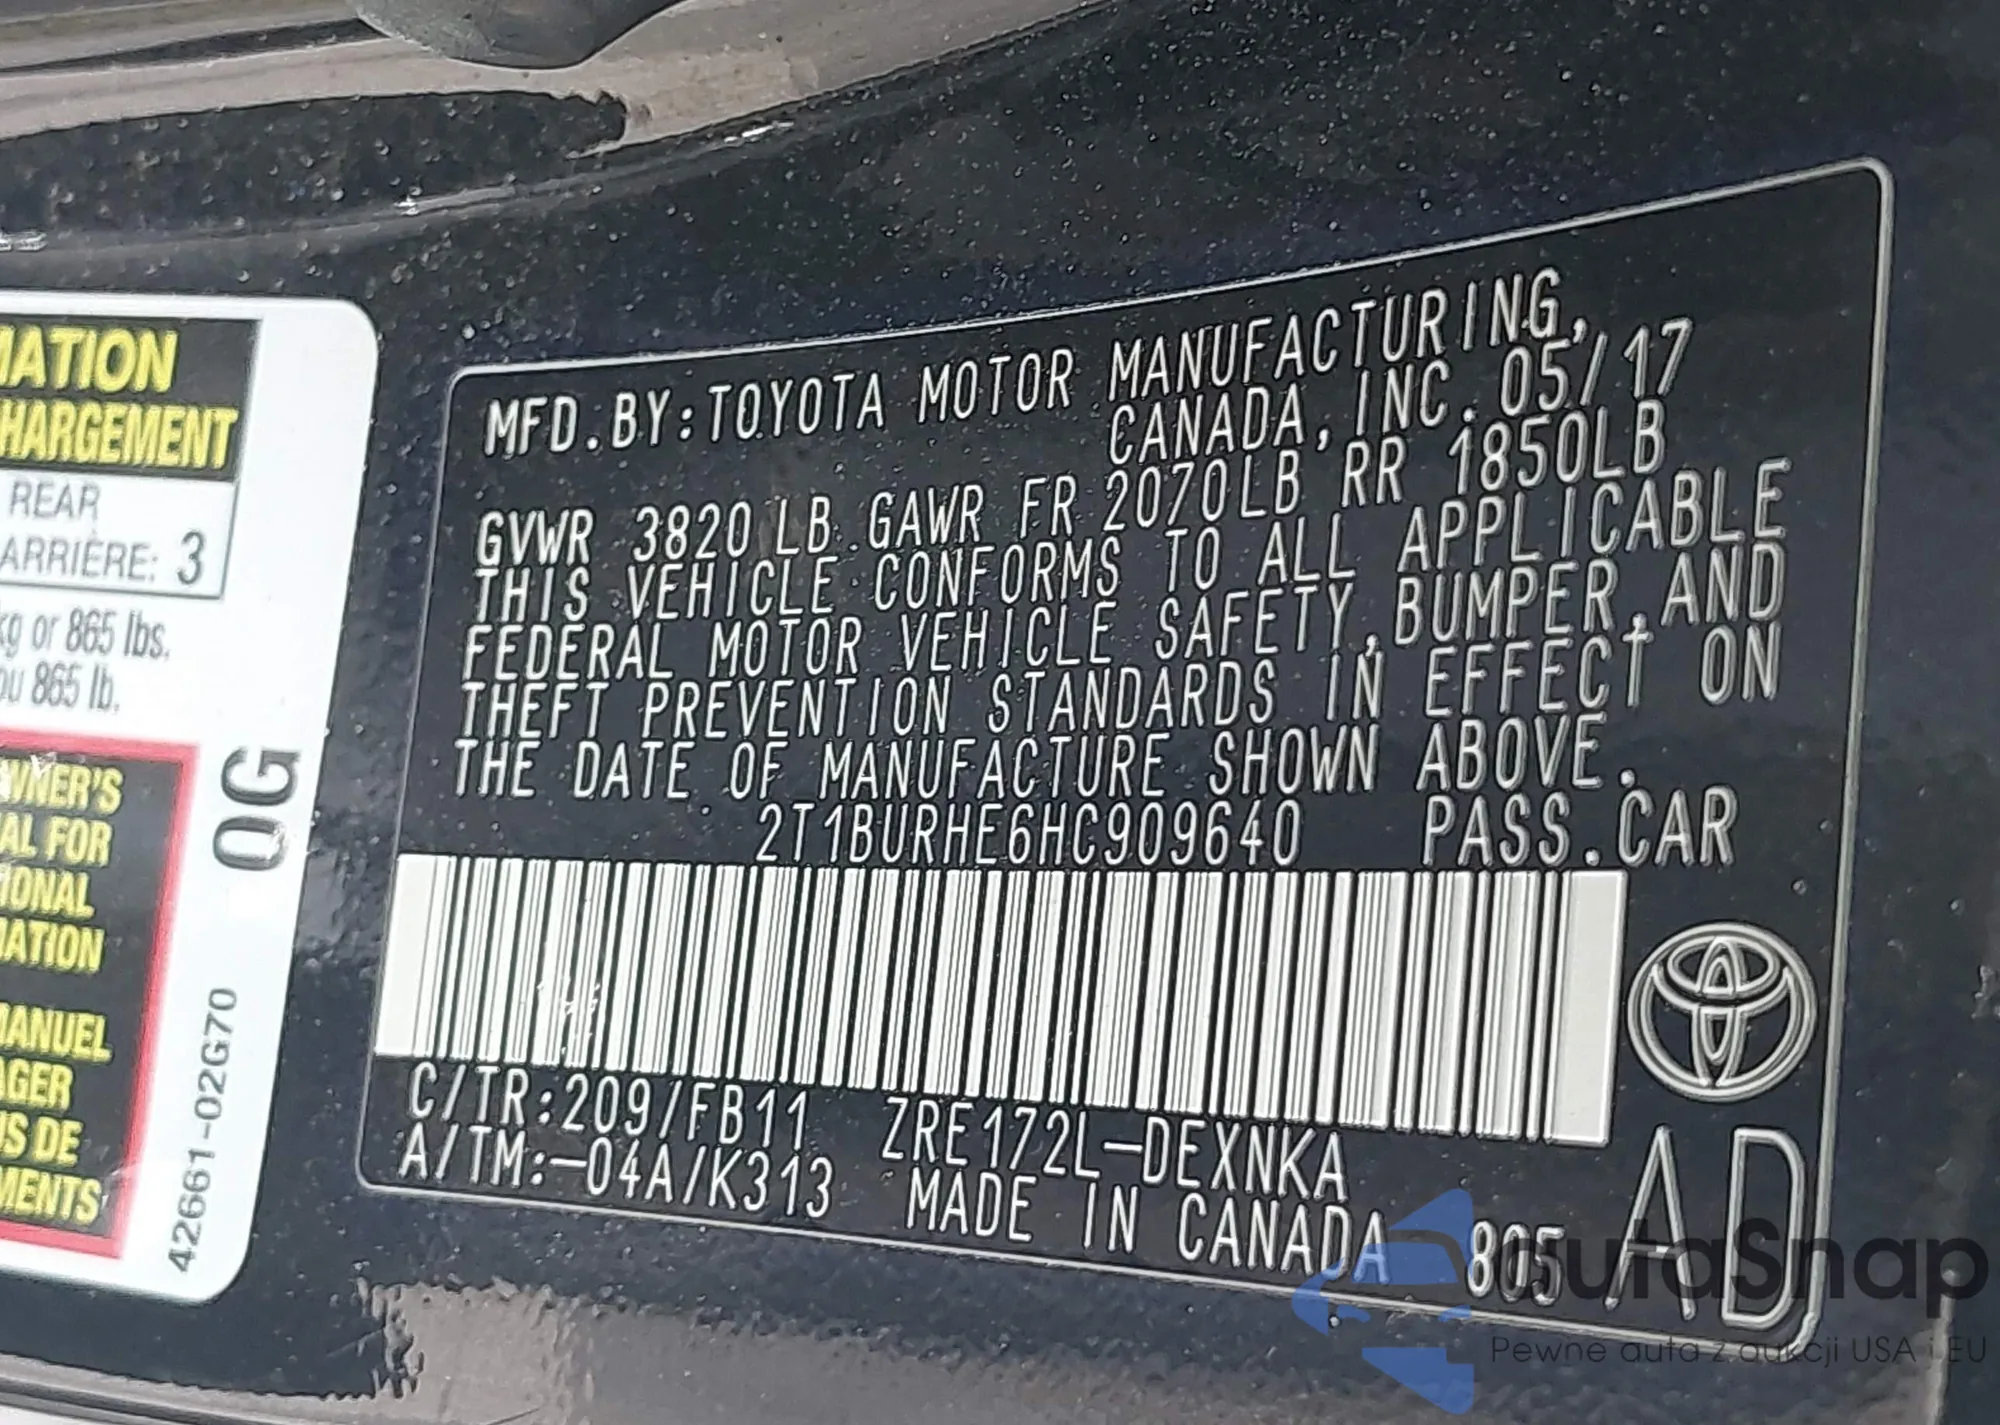 MATION
HARGEMENT
REAR
ARRIÈRE: 3
kg or 865 lbs.
ou 865 lb.
WNER'S
AL FOR
IONAL
MATION
MANUEL
AGER
US DE
MENTS
0G
42661-02G70
MFD.BY:TOYOTA MOTOR MANUFACTURING,
CANADA, INC. 05/17
GVWR 3820 LB GAWR FR 2070LB RR 1850LB
THIS VEHICLE CONFORMS TO ALL APPLICABLE
FEDERAL MOTOR VEHICLE SAFETY,BUMPER,AND
THEFT PREVENTION STANDARDS IN EFFECT ON
THE DATE OF MANUFACTURE SHOWN ABOVE.
2T1BURHE6HC909640 PASS.CAR
C/TR:209/FB11 ZRE172L-DEXNKA
A/TM:-04A/K313 MADE IN CANADA 805 AD
autaSnap
Pewne auta z aukcji USA i EU